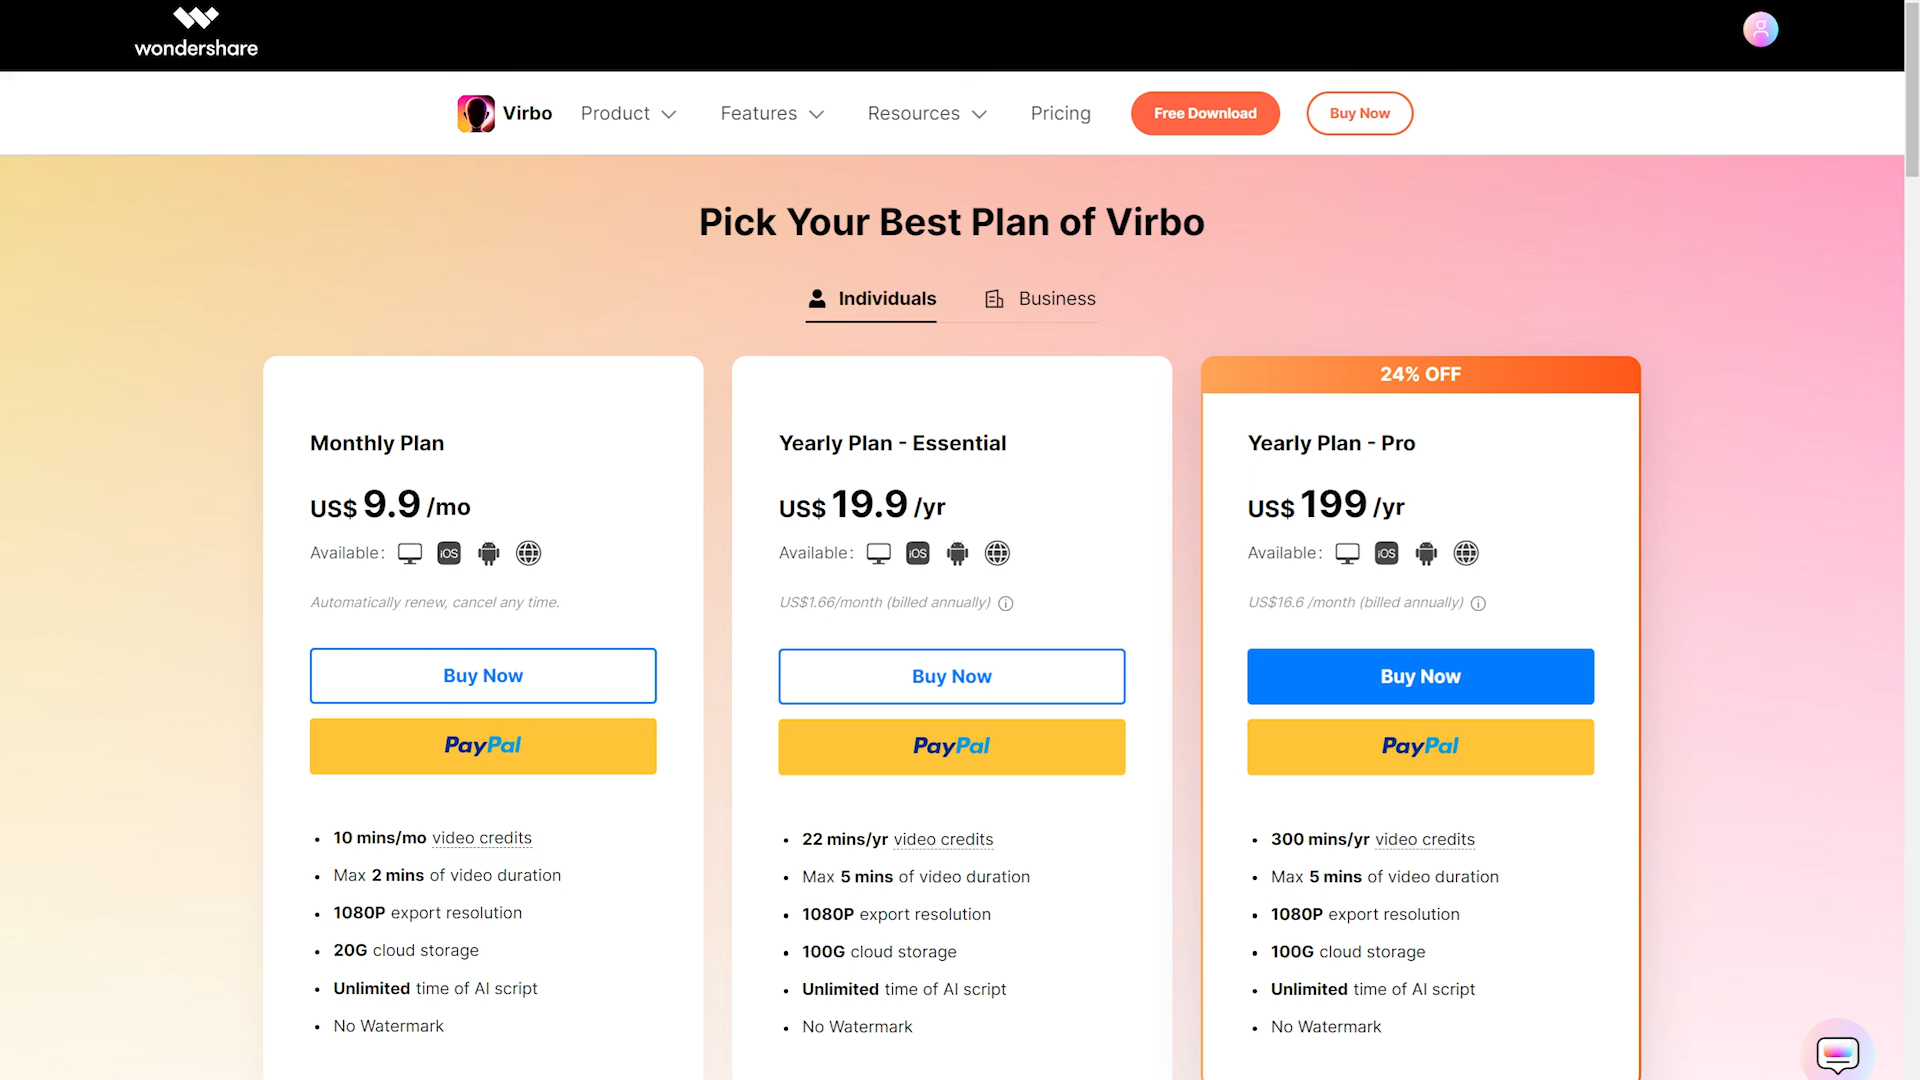 wondershare
Virbo Product Features Resources Pricing Free Download Buy Now
Pick Your Best Plan of Virbo
Individuals Business
24% OFF
Monthly Plan
US$ 9.9 /mo
Available: iOS
Automatically renew, cancel any time.
Buy Now
PayPal
10 mins/mo video credits
Max 2 mins of video duration
1080P export resolution
20G cloud storage
Unlimited time of AI script
No Watermark
Yearly Plan - Essential
US$ 19.9 /yr
Available: iOS
US$1.66/month (billed annually)
Buy Now
PayPal
22 mins/yr video credits
Max 5 mins of video duration
1080P export resolution
100G cloud storage
Unlimited time of AI script
No Watermark
Yearly Plan - Pro
US$ 199 /yr
Available: iOS
US$16.6 /month (billed annually)
Buy Now
PayPal
300 mins/yr video credits
Max 5 mins of video duration
1080P export resolution
100G cloud storage
Unlimited time of AI script
No Watermark